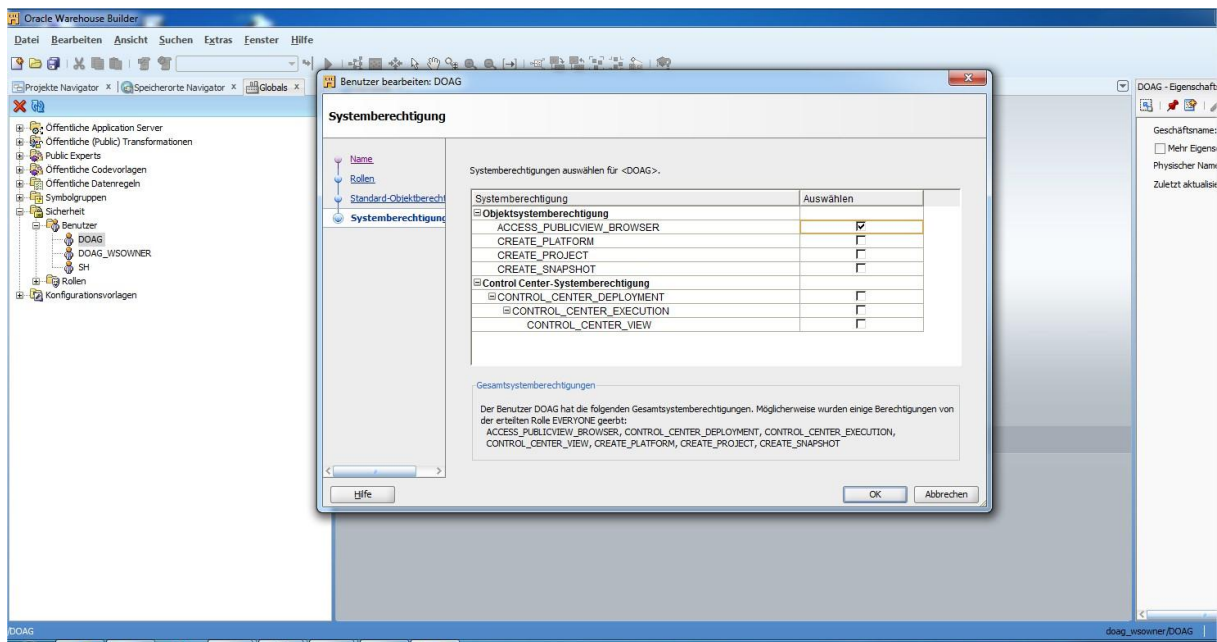 Oracle Warehouse Builder
Datei Bearbeiten Ansicht Suchen Extras Fenster Hilfe
Projekte Navigator x Speicherorte Navigator x Globals x
Öffentliche Application Server
Öffentliche (Public) Transformationen
Public Experts
Öffentliche Codevorlagen
Öffentliche Datenregeln
Symbolgruppen
Sicherheit
Benutzer
DOAG
DOAG_WSOWNER
SH
Rollen
Konfigurationsvorlagen
Benutzer bearbeiten: DOAG
Systemberechtigung
Name
Rollen
Standard-Objektberecht
Systemberechtigung
Systemberechtigungen auswählen für <DOAG>.
Systemberechtigung Auswählen
Objektsystemberechtigung
ACCESS_PUBLICVIEW_BROWSER
CREATE_PLATFORM
CREATE_PROJECT
CREATE_SNAPSHOT
Control Center-Systemberechtigung
CONTROL_CENTER_DEPLOYMENT
CONTROL_CENTER_EXECUTION
CONTROL_CENTER_VIEW
Gesamtsystemberechtigungen
Der Benutzer DOAG hat die folgenden Gesamtsystemberechtigungen. Möglicherweise wurden einige Berechtigungen von
der erteilten Rolle EVERYONE geerbt:
ACCESS_PUBLICVIEW_BROWSER, CONTROL_CENTER_DEPLOYMENT, CONTROL_CENTER_EXECUTION,
CONTROL_CENTER_VIEW, CREATE_PLATFORM, CREATE_PROJECT, CREATE_SNAPSHOT
Hilfe OK Abbrechen
DOAG - Eigenschaft
Geschäftsname:
Mehr Eigens
Physischer Name
Zuletzt aktualisie
/DOAG
doag_wsowner/DOAG